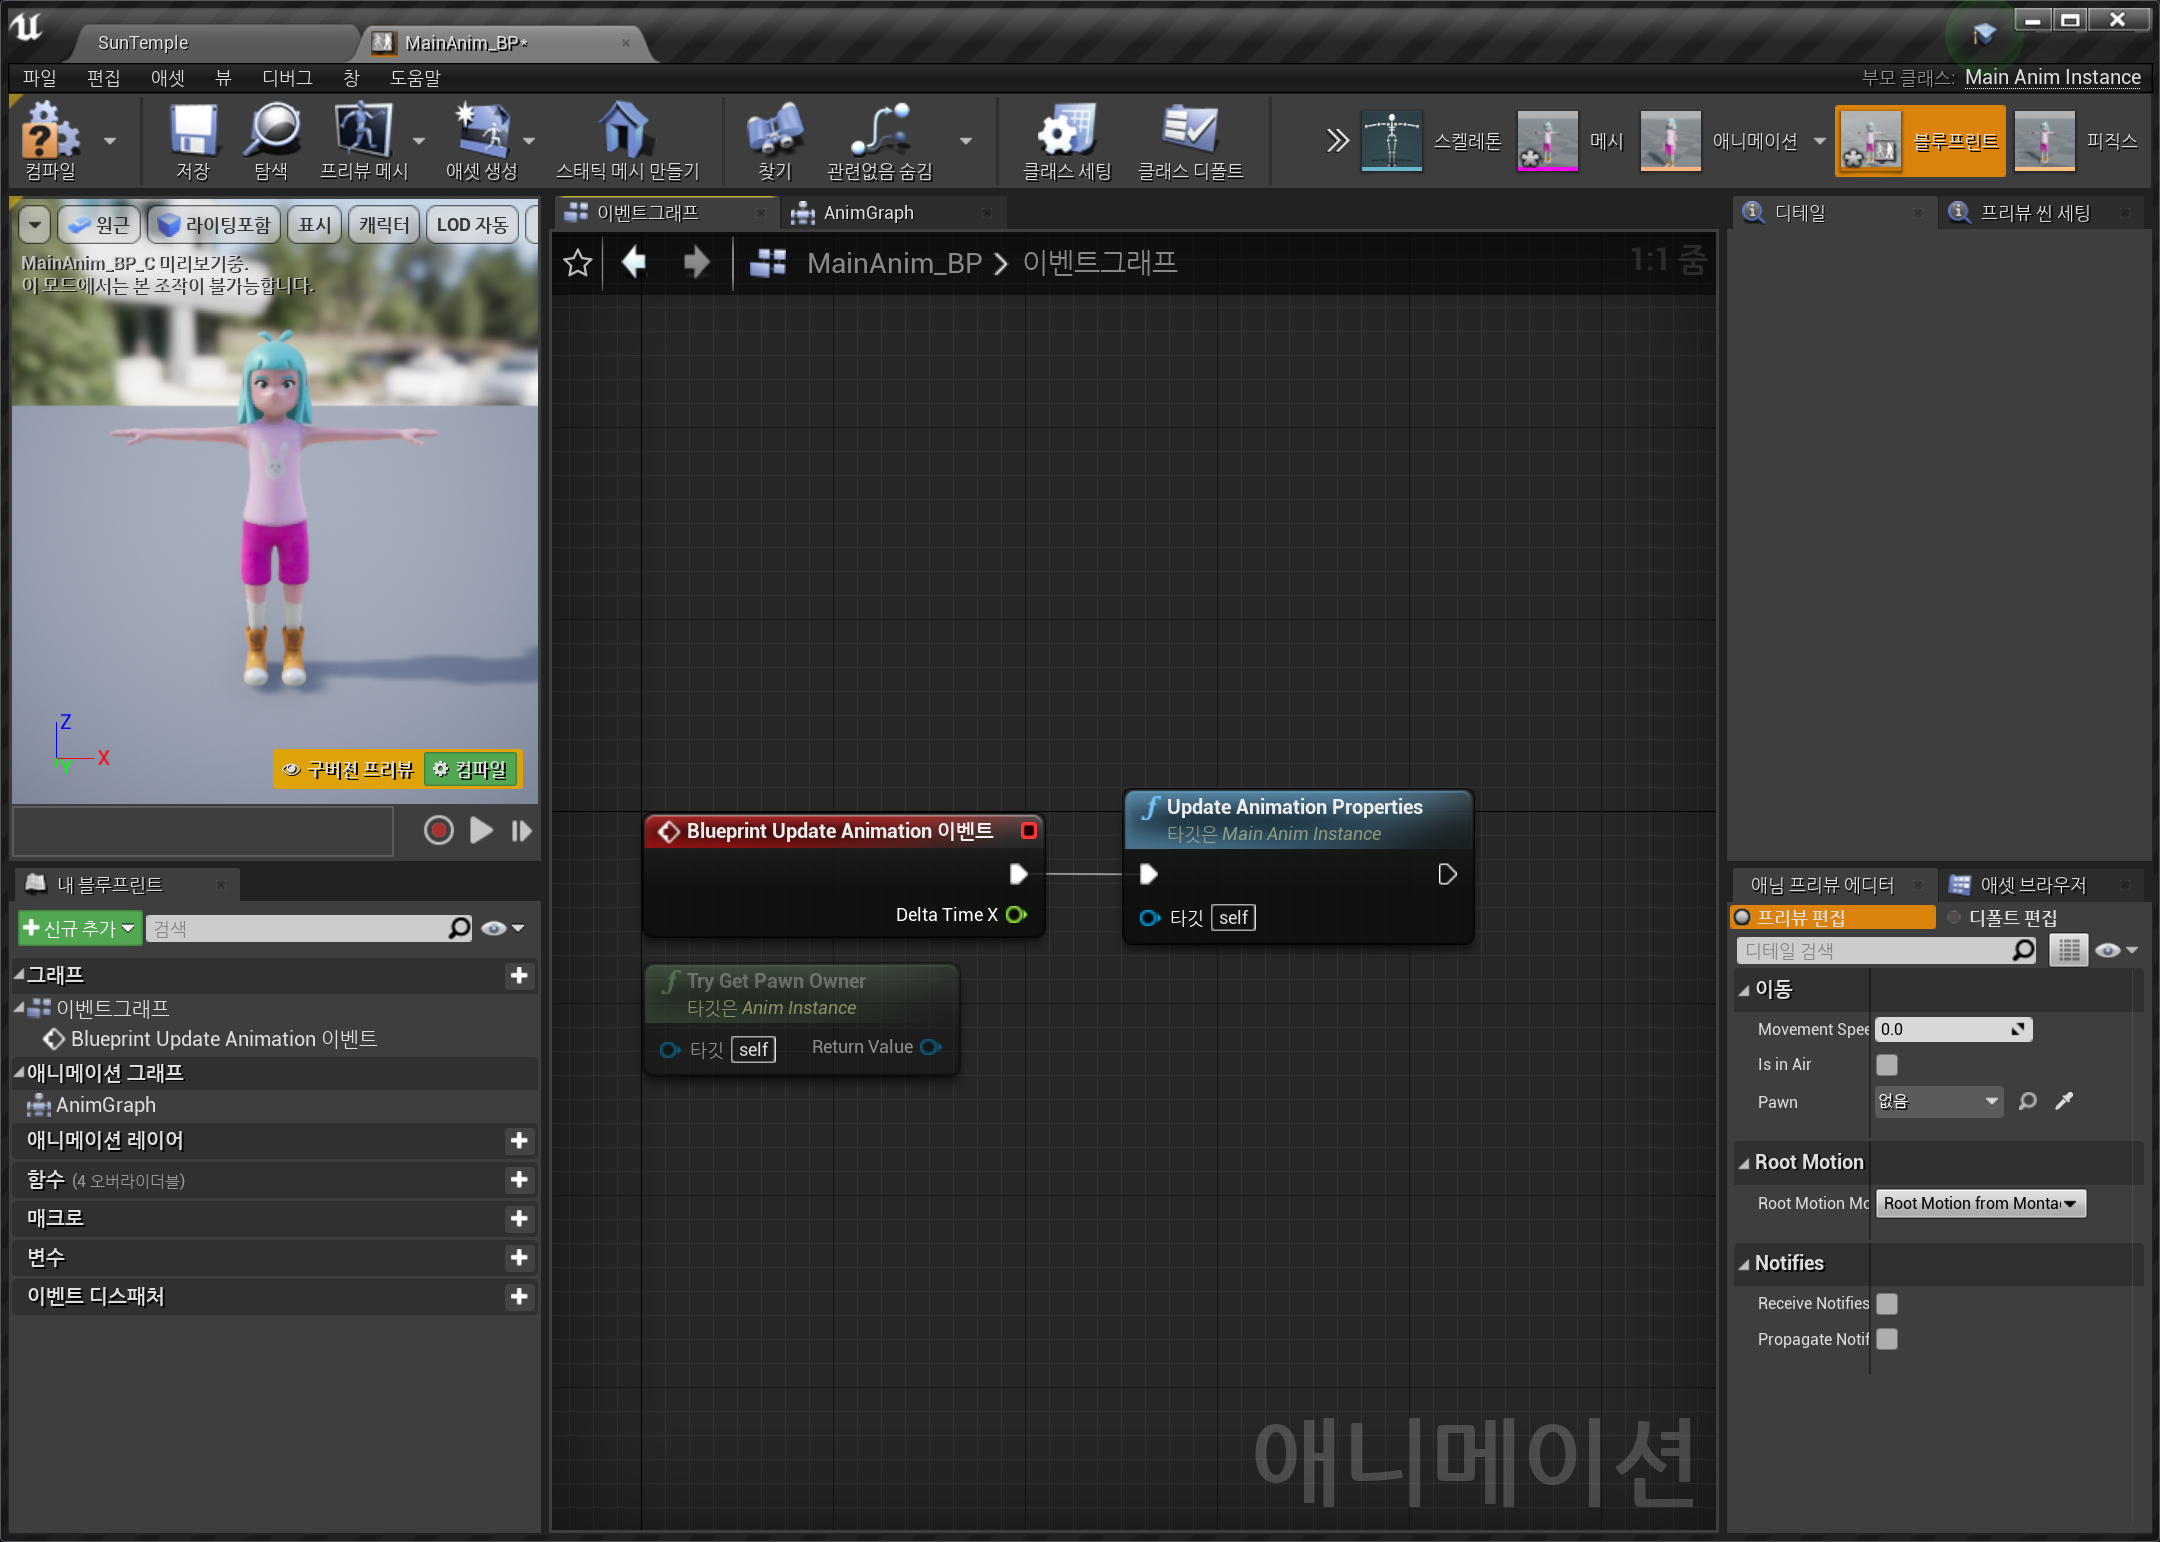 SunTemple
MainAnim_BP*
파일 편집 애셋 뷰 디버그 창 도움말
부모 클래스: Main Anim Instance
컴파일
저장
탐색
프리뷰 메시
애셋 생성
스태틱 메시 만들기
찾기
관련없음 숨김
클래스 세팅
클래스 디폴트
스켈레톤
메시
애니메이션
블루프린트
피직스
원근
라이팅포함
표시
캐릭터
LOD 자동
MainAnim_BP_C 미리보기중.
이 모드에서는 본 조작이 불가능합니다.
Z
X
Y
구버전 프리뷰
컴파일
내 블루프린트
신규 추가
검색
그래프
이벤트그래프
Blueprint Update Animation 이벤트
애니메이션 그래프
AnimGraph
애니메이션 레이어
함수 (4 오버라이더블)
매크로
변수
이벤트 디스패처
이벤트그래프
AnimGraph
MainAnim_BP > 이벤트그래프
1:1 줌
Blueprint Update Animation 이벤트
Delta Time X
Update Animation Properties
타깃은 Main Anim Instance
타깃 self
Try Get Pawn Owner
타깃은 Anim Instance
타깃 self
Return Value
애니메이션
디테일
프리뷰 씬 세팅
애님 프리뷰 에디터
애셋 브라우저
프리뷰 편집
디폴트 편집
디테일 검색
이동
Movement Spee 0.0
Is in Air
Pawn 없음
Root Motion
Root Motion Mo Root Motion from Monta
Notifies
Receive Notifies
Propagate Notif